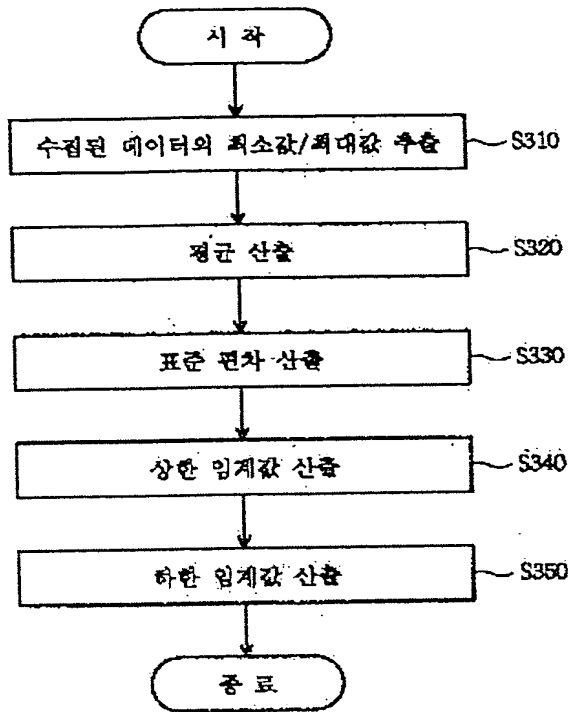 시 작
수집된 데이터의 최소값/최대값 추출
S310
평균 산출
S320
표준 편차 산출
S330
상한 임계값 산출
S340
하한 임계값 산출
S350
종 료